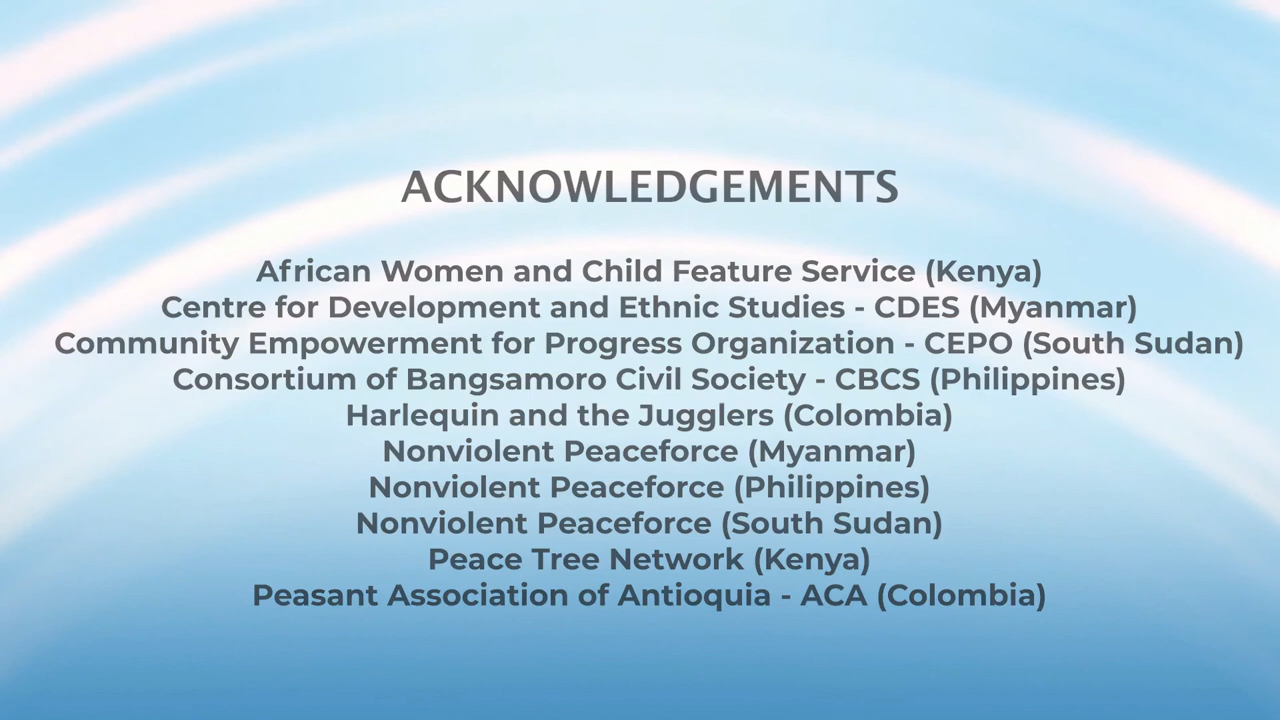 ACKNOWLEDGEMENTS
African Women and Child Feature Service (Kenya)
Centre for Development and Ethnic Studies - CDES (Myanmar)
Community Empowerment for Progress Organization - CEPO (South Sudan)
Consortium of Bangsamoro Civil Society - CBCS (Philippines)
Harlequin and the Jugglers (Colombia)
Nonviolent Peaceforce (Myanmar)
Nonviolent Peaceforce (Philippines)
Nonviolent Peaceforce (South Sudan)
Peace Tree Network (Kenya)
Peasant Association of Antioquia - ACA (Colombia)